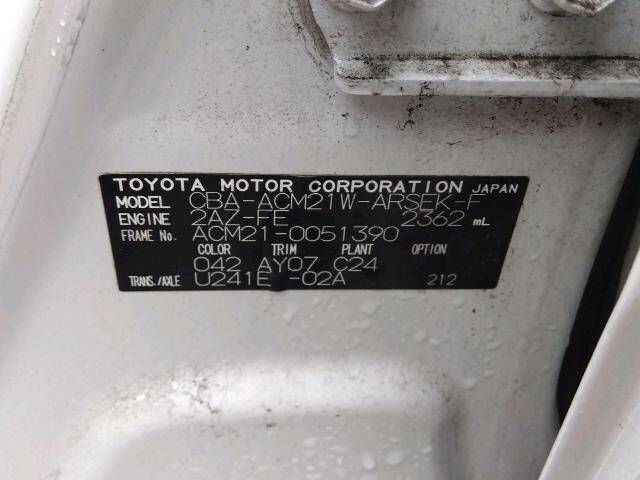 TOYOTA MOTOR CORPORATION JAPAN
MODEL CBA-ACM21W-ARSEK-F
ENGINE 2AZ-FE 2362 mL
FRAME No. ACM21-0051390
COLOR TRIM PLANT OPTION
042 AY07 C24
TRANS./AXLE U241E -02A 212